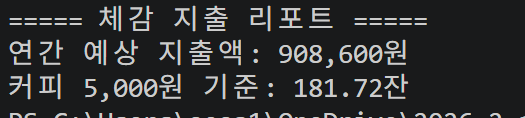 ===== 체감 지출 리포트 =====
연간 예상 지출액: 908,600원
커피 5,000원 기준: 181.72잔